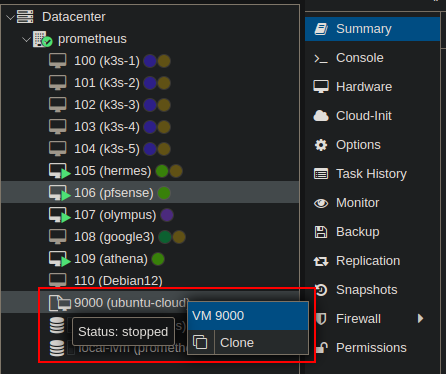 Datacenter
prometheus
100 (k3s-1)
101 (k3s-2)
102 (k3s-3)
103 (k3s-4)
104 (k3s-5)
105 (hermes)
106 (pfsense)
107 (olympus)
108 (google3)
109 (athena)
110 (Debian12)
9000 (ubuntu-cloud)
Status: stopped
local-lvm (prometheus)
VM 9000
Clone
Summary
Console
Hardware
Cloud-Init
Options
Task History
Monitor
Backup
Replication
Snapshots
Firewall
Permissions